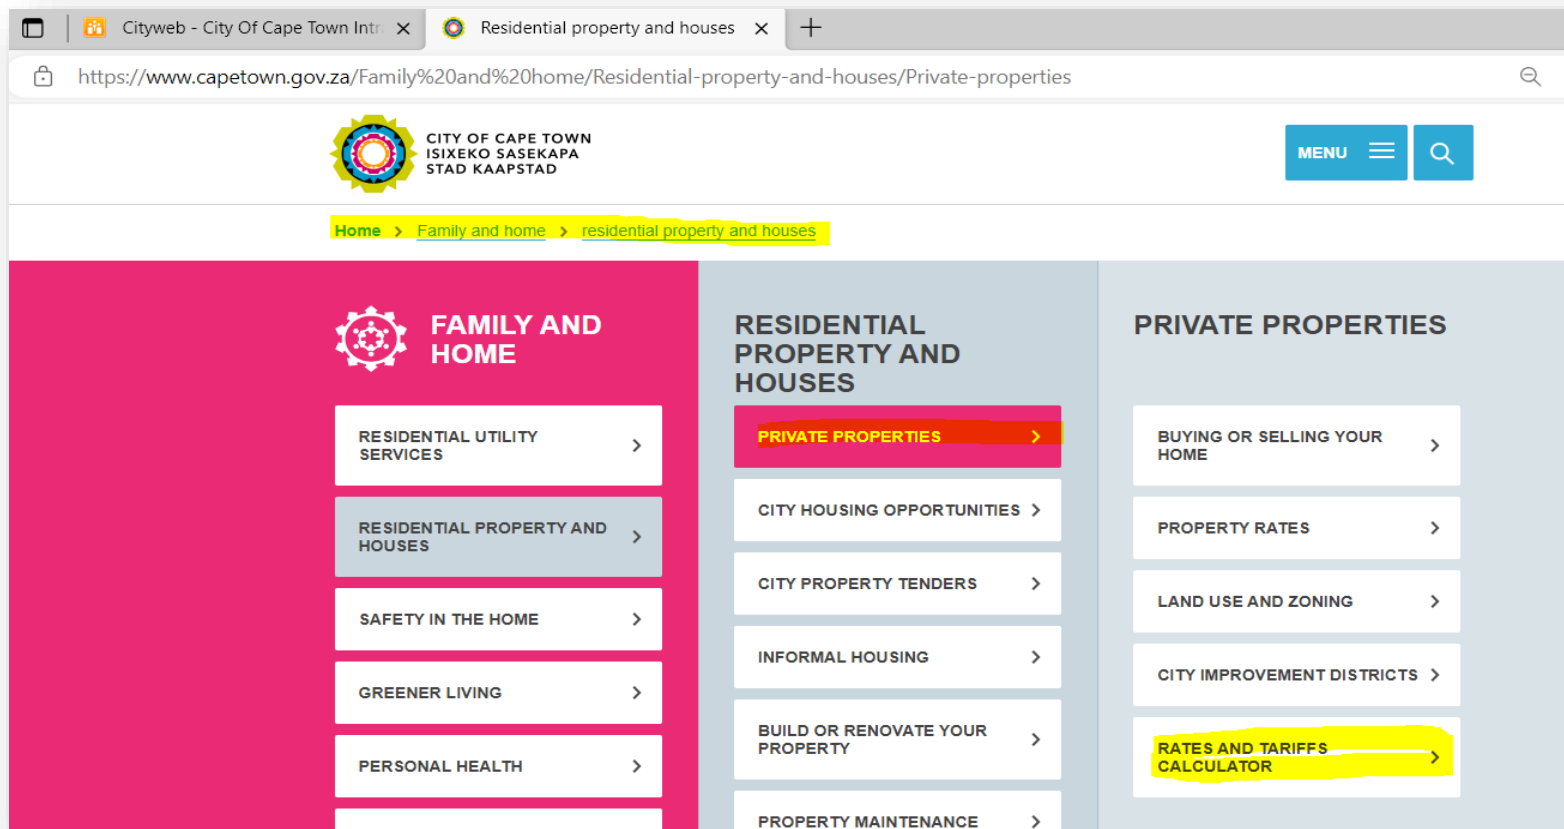 Cityweb - City Of Cape Town Intr
Residential property and houses
https://www.capetown.gov.za/Family%20and%20home/Residential-property-and-houses/Private-properties
CITY OF CAPE TOWN
ISIXEKO SASEKAPA
STAD KAAPSTAD
MENU
Home > Family and home > residential property and houses
FAMILY AND
HOME
RESIDENTIAL UTILITY
SERVICES
RESIDENTIAL PROPERTY AND
HOUSES
SAFETY IN THE HOME
GREENER LIVING
PERSONAL HEALTH
RESIDENTIAL
PROPERTY AND
HOUSES
PRIVATE PROPERTIES
CITY HOUSING OPPORTUNITIES
CITY PROPERTY TENDERS
INFORMAL HOUSING
BUILD OR RENOVATE YOUR
PROPERTY
PROPERTY MAINTENANCE
PRIVATE PROPERTIES
BUYING OR SELLING YOUR
HOME
PROPERTY RATES
LAND USE AND ZONING
CITY IMPROVEMENT DISTRICTS
RATES AND TARIFFS
CALCULATOR